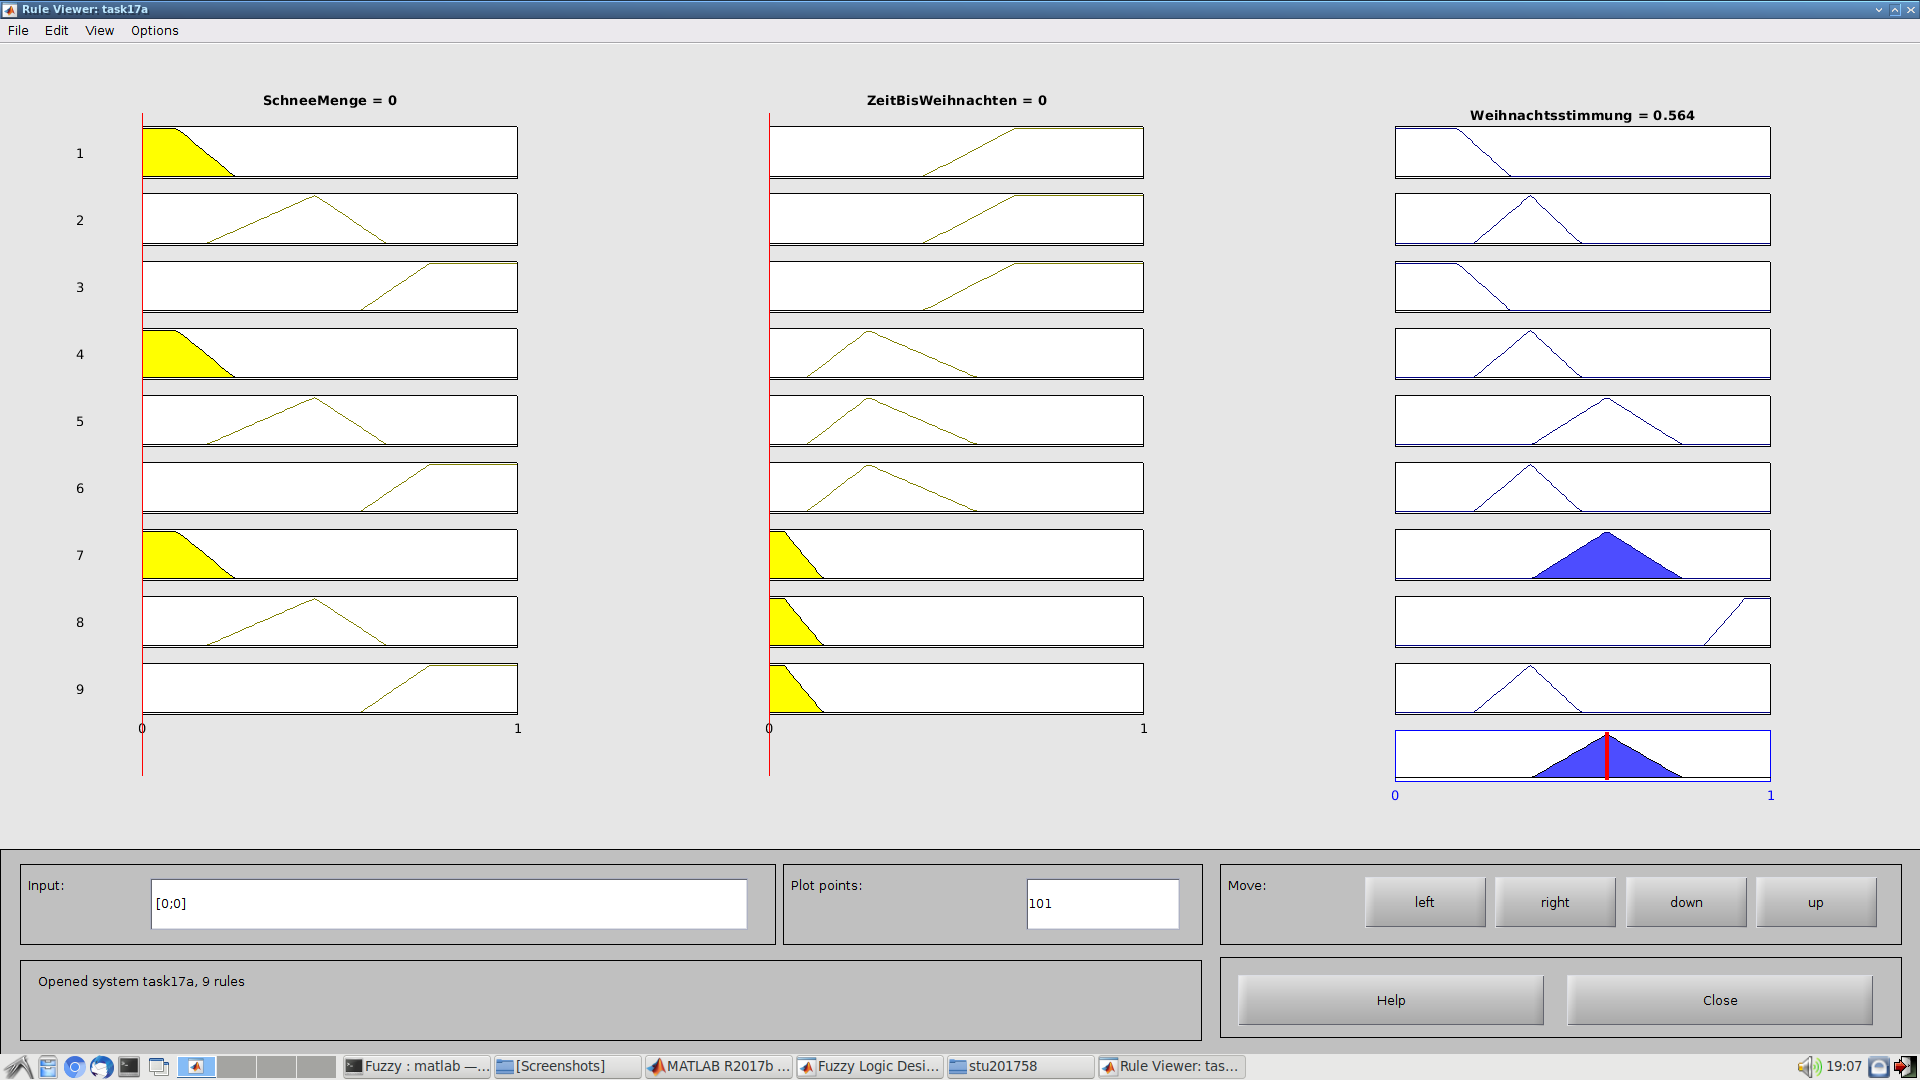 Rule Viewer: task17a
File Edit View Options
SchneeMenge = 0
ZeitBisWeihnachten = 0
Weihnachtsstimmung = 0.564
1
2
3
4
5
6
7
8
9
0 1
0 1
0 1
Input:
[0;0]
Plot points:
101
Move:
left
right
down
up
Opened system task17a, 9 rules
Help
Close
Fuzzy : matlab —...
[Screenshots]
MATLAB R2017b ...
Fuzzy Logic Desi...
stu201758
Rule Viewer: tas...
19:07